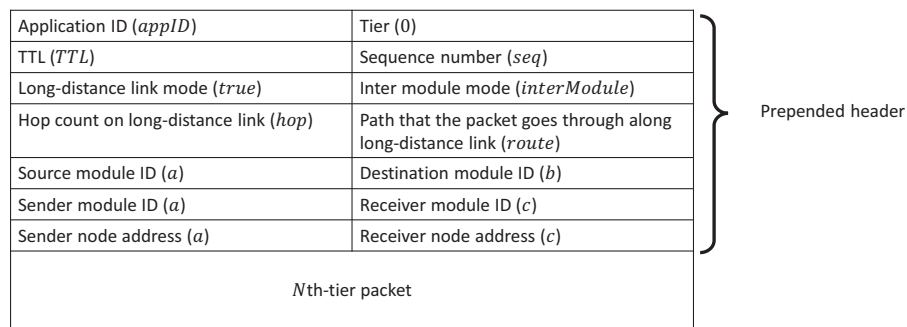 Application ID (appID) Tier (0)
TTL (TTL) Sequence number (seq)
Long-distance link mode (true) Inter module mode (interModule)
Hop count on long-distance link (hop) Path that the packet goes through along
long-distance link (route)
Source module ID (a) Destination module ID (b)
Sender module ID (a) Receiver module ID (c)
Sender node address (a) Receiver node address (c)
Nth-tier packet
Prepended header